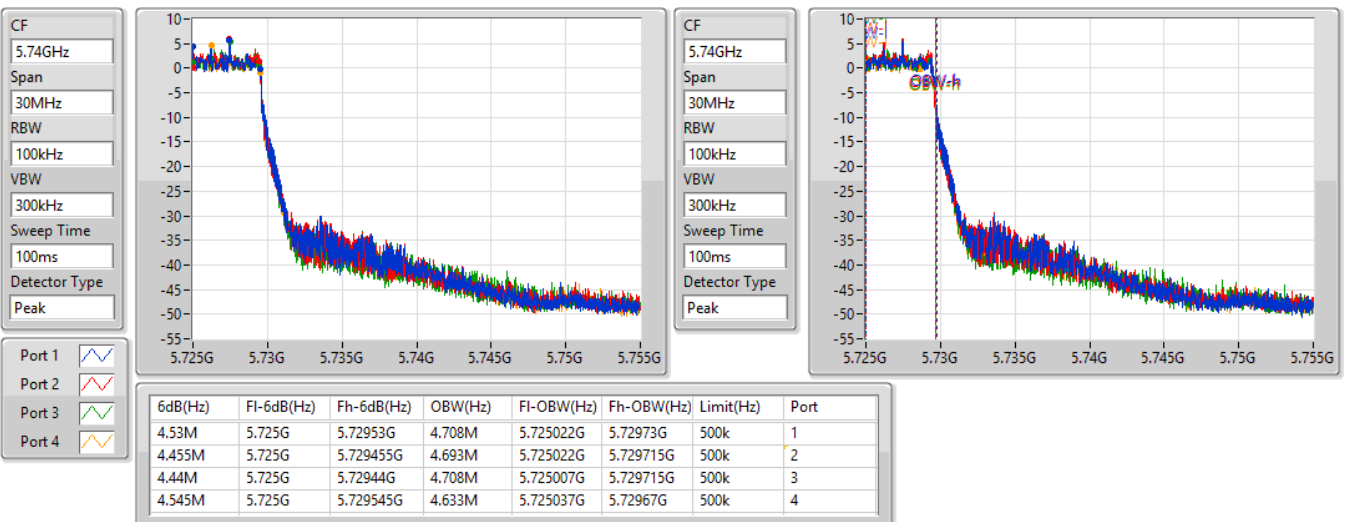 CF
5.74GHz
Span
30MHz
RBW
100kHz
VBW
300kHz
Sweep Time
100ms
Detector Type
Peak
10
5
0
-5
-10
-15
-20
-25
-30
-35
-40
-45
-50
-55
5.725G 5.73G 5.735G 5.74G 5.745G 5.75G 5.755G
CF
5.74GHz
Span
30MHz
RBW
100kHz
VBW
300kHz
Sweep Time
100ms
Detector Type
Peak
10
5
0
-5
-10
-15
-20
-25
-30
-35
-40
-45
-50
-55
OBW-h
5.725G 5.73G 5.735G 5.74G 5.745G 5.75G 5.755G
Port 1
Port 2
Port 3
Port 4
6dB(Hz) Fl-6dB(Hz) Fh-6dB(Hz) OBW(Hz) Fl-OBW(Hz) Fh-OBW(Hz) Limit(Hz) Port
4.53M 5.725G 5.72953G 4.708M 5.725022G 5.72973G 500k 1
4.455M 5.725G 5.729455G 4.693M 5.725022G 5.729715G 500k 2
4.44M 5.725G 5.72944G 4.708M 5.725007G 5.729715G 500k 3
4.545M 5.725G 5.729545G 4.633M 5.725037G 5.72967G 500k 4